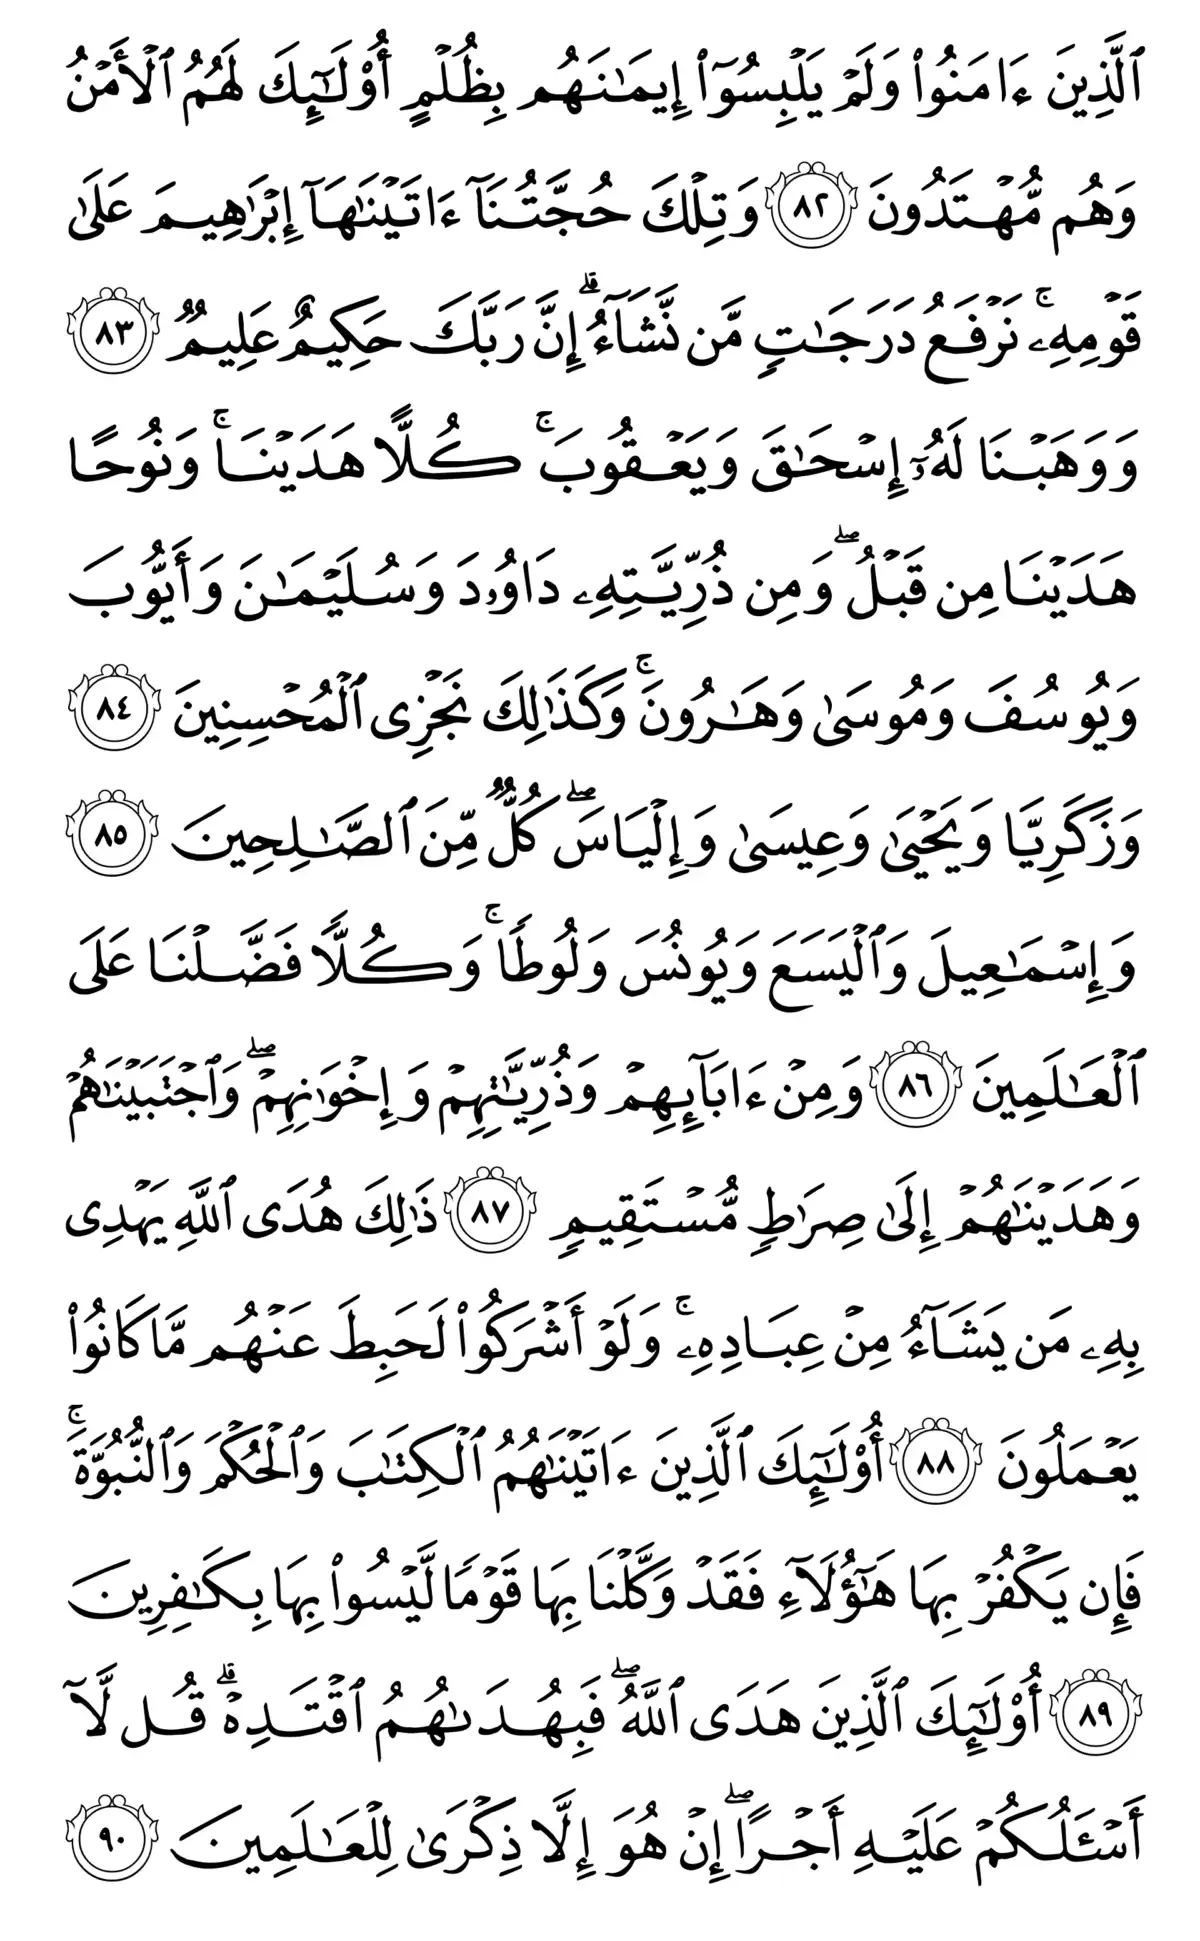 ٱلَّذِينَ ءَامَنُوا۟ وَلَمْ يَلْبِسُوٓا۟ إِيمَـٰنَهُم بِظُلْمٍ أُو۟لَـٰٓئِكَ لَهُمُ ٱلْأَمْنُ
وَهُم مُّهْتَدُونَ ٨٢ وَتِلْكَ حُجَّتُنَآ ءَاتَيْنَـٰهَآ إِبْرَٰهِيمَ عَلَىٰ
قَوْمِهِۦ ۚ نَرْفَعُ دَرَجَـٰتٍ مَّن نَّشَآءُ ۗ إِنَّ رَبَّكَ حَكِيمٌ عَلِيمٌ ٨٣
وَوَهَبْنَا لَهُۥٓ إِسْحَـٰقَ وَيَعْقُوبَ ۚ كُلًّا هَدَيْنَا ۚ وَنُوحًا
هَدَيْنَا مِن قَبْلُ ۖ وَمِن ذُرِّيَّتِهِۦ دَاوُۥدَ وَسُلَيْمَـٰنَ وَأَيُّوبَ
وَيُوسُفَ وَمُوسَىٰ وَهَـٰرُونَ ۚ وَكَذَٰلِكَ نَجْزِى ٱلْمُحْسِنِينَ ٨٤
وَزَكَرِيَّا وَيَحْيَىٰ وَعِيسَىٰ وَإِلْيَاسَ ۖ كُلٌّ مِّنَ ٱلصَّـٰلِحِينَ ٨٥
وَإِسْمَـٰعِيلَ وَٱلْيَسَعَ وَيُونُسَ وَلُوطًا ۚ وَكُلًّا فَضَّلْنَا عَلَى
ٱلْعَـٰلَمِينَ ٨٦ وَمِنْ ءَابَآئِهِمْ وَذُرِّيَّـٰتِهِمْ وَإِخْوَٰنِهِمْ ۖ وَٱجْتَبَيْنَـٰهُمْ
وَهَدَيْنَـٰهُمْ إِلَىٰ صِرَٰطٍ مُّسْتَقِيمٍ ٨٧ ذَٰلِكَ هُدَى ٱللَّهِ يَهْدِى
بِهِۦ مَن يَشَآءُ مِنْ عِبَادِهِۦ ۚ وَلَوْ أَشْرَكُوا۟ لَحَبِطَ عَنْهُم مَّا كَانُوا۟
يَعْمَلُونَ ٨٨ أُو۟لَـٰٓئِكَ ٱلَّذِينَ ءَاتَيْنَـٰهُمُ ٱلْكِتَـٰبَ وَٱلْحُكْمَ وَٱلنُّبُوَّةَ ۚ
فَإِن يَكْفُرْ بِهَا هَـٰٓؤُلَآءِ فَقَدْ وَكَّلْنَا بِهَا قَوْمًا لَّيْسُوا۟ بِهَا بِكَـٰفِرِينَ
٨٩ أُو۟لَـٰٓئِكَ ٱلَّذِينَ هَدَى ٱللَّهُ ۖ فَبِهُدَىٰهُمُ ٱقْتَدِهْ ۗ قُل لَّآ
أَسْـَٔلُكُمْ عَلَيْهِ أَجْرًا ۖ إِنْ هُوَ إِلَّا ذِكْرَىٰ لِلْعَـٰلَمِينَ ٩٠